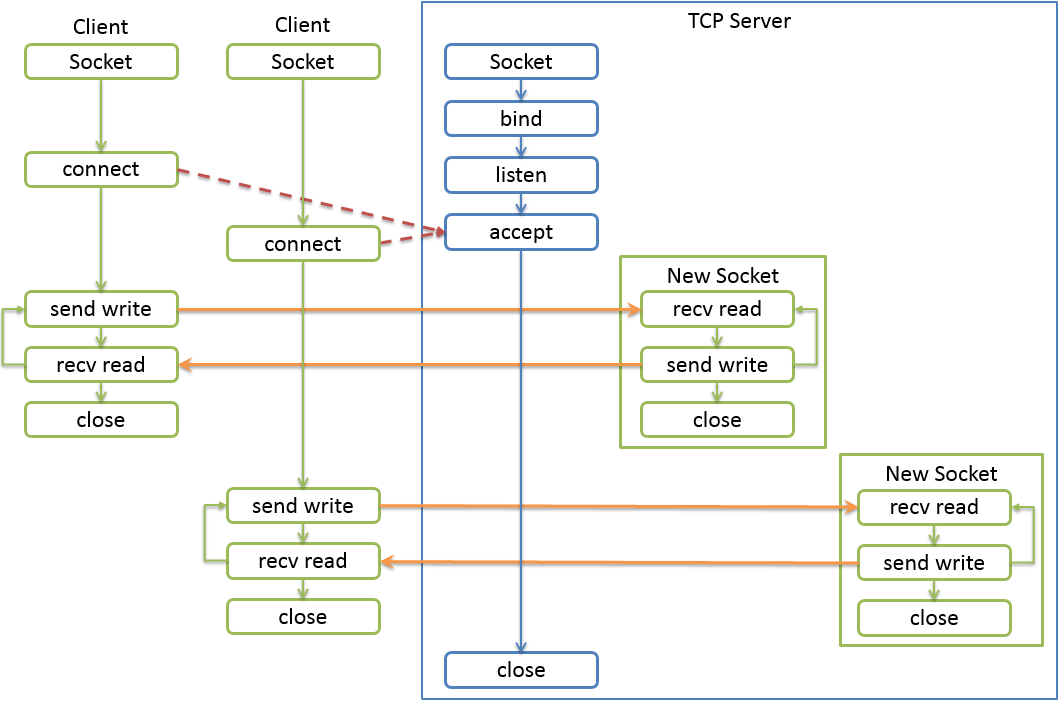 Client
Client
TCP Server
Socket
Socket
Socket
bind
connect
listen
accept
connect
New Socket
send write
recv read
recv read
send write
close
close
New Socket
send write
recv read
recv read
send write
close
close
close